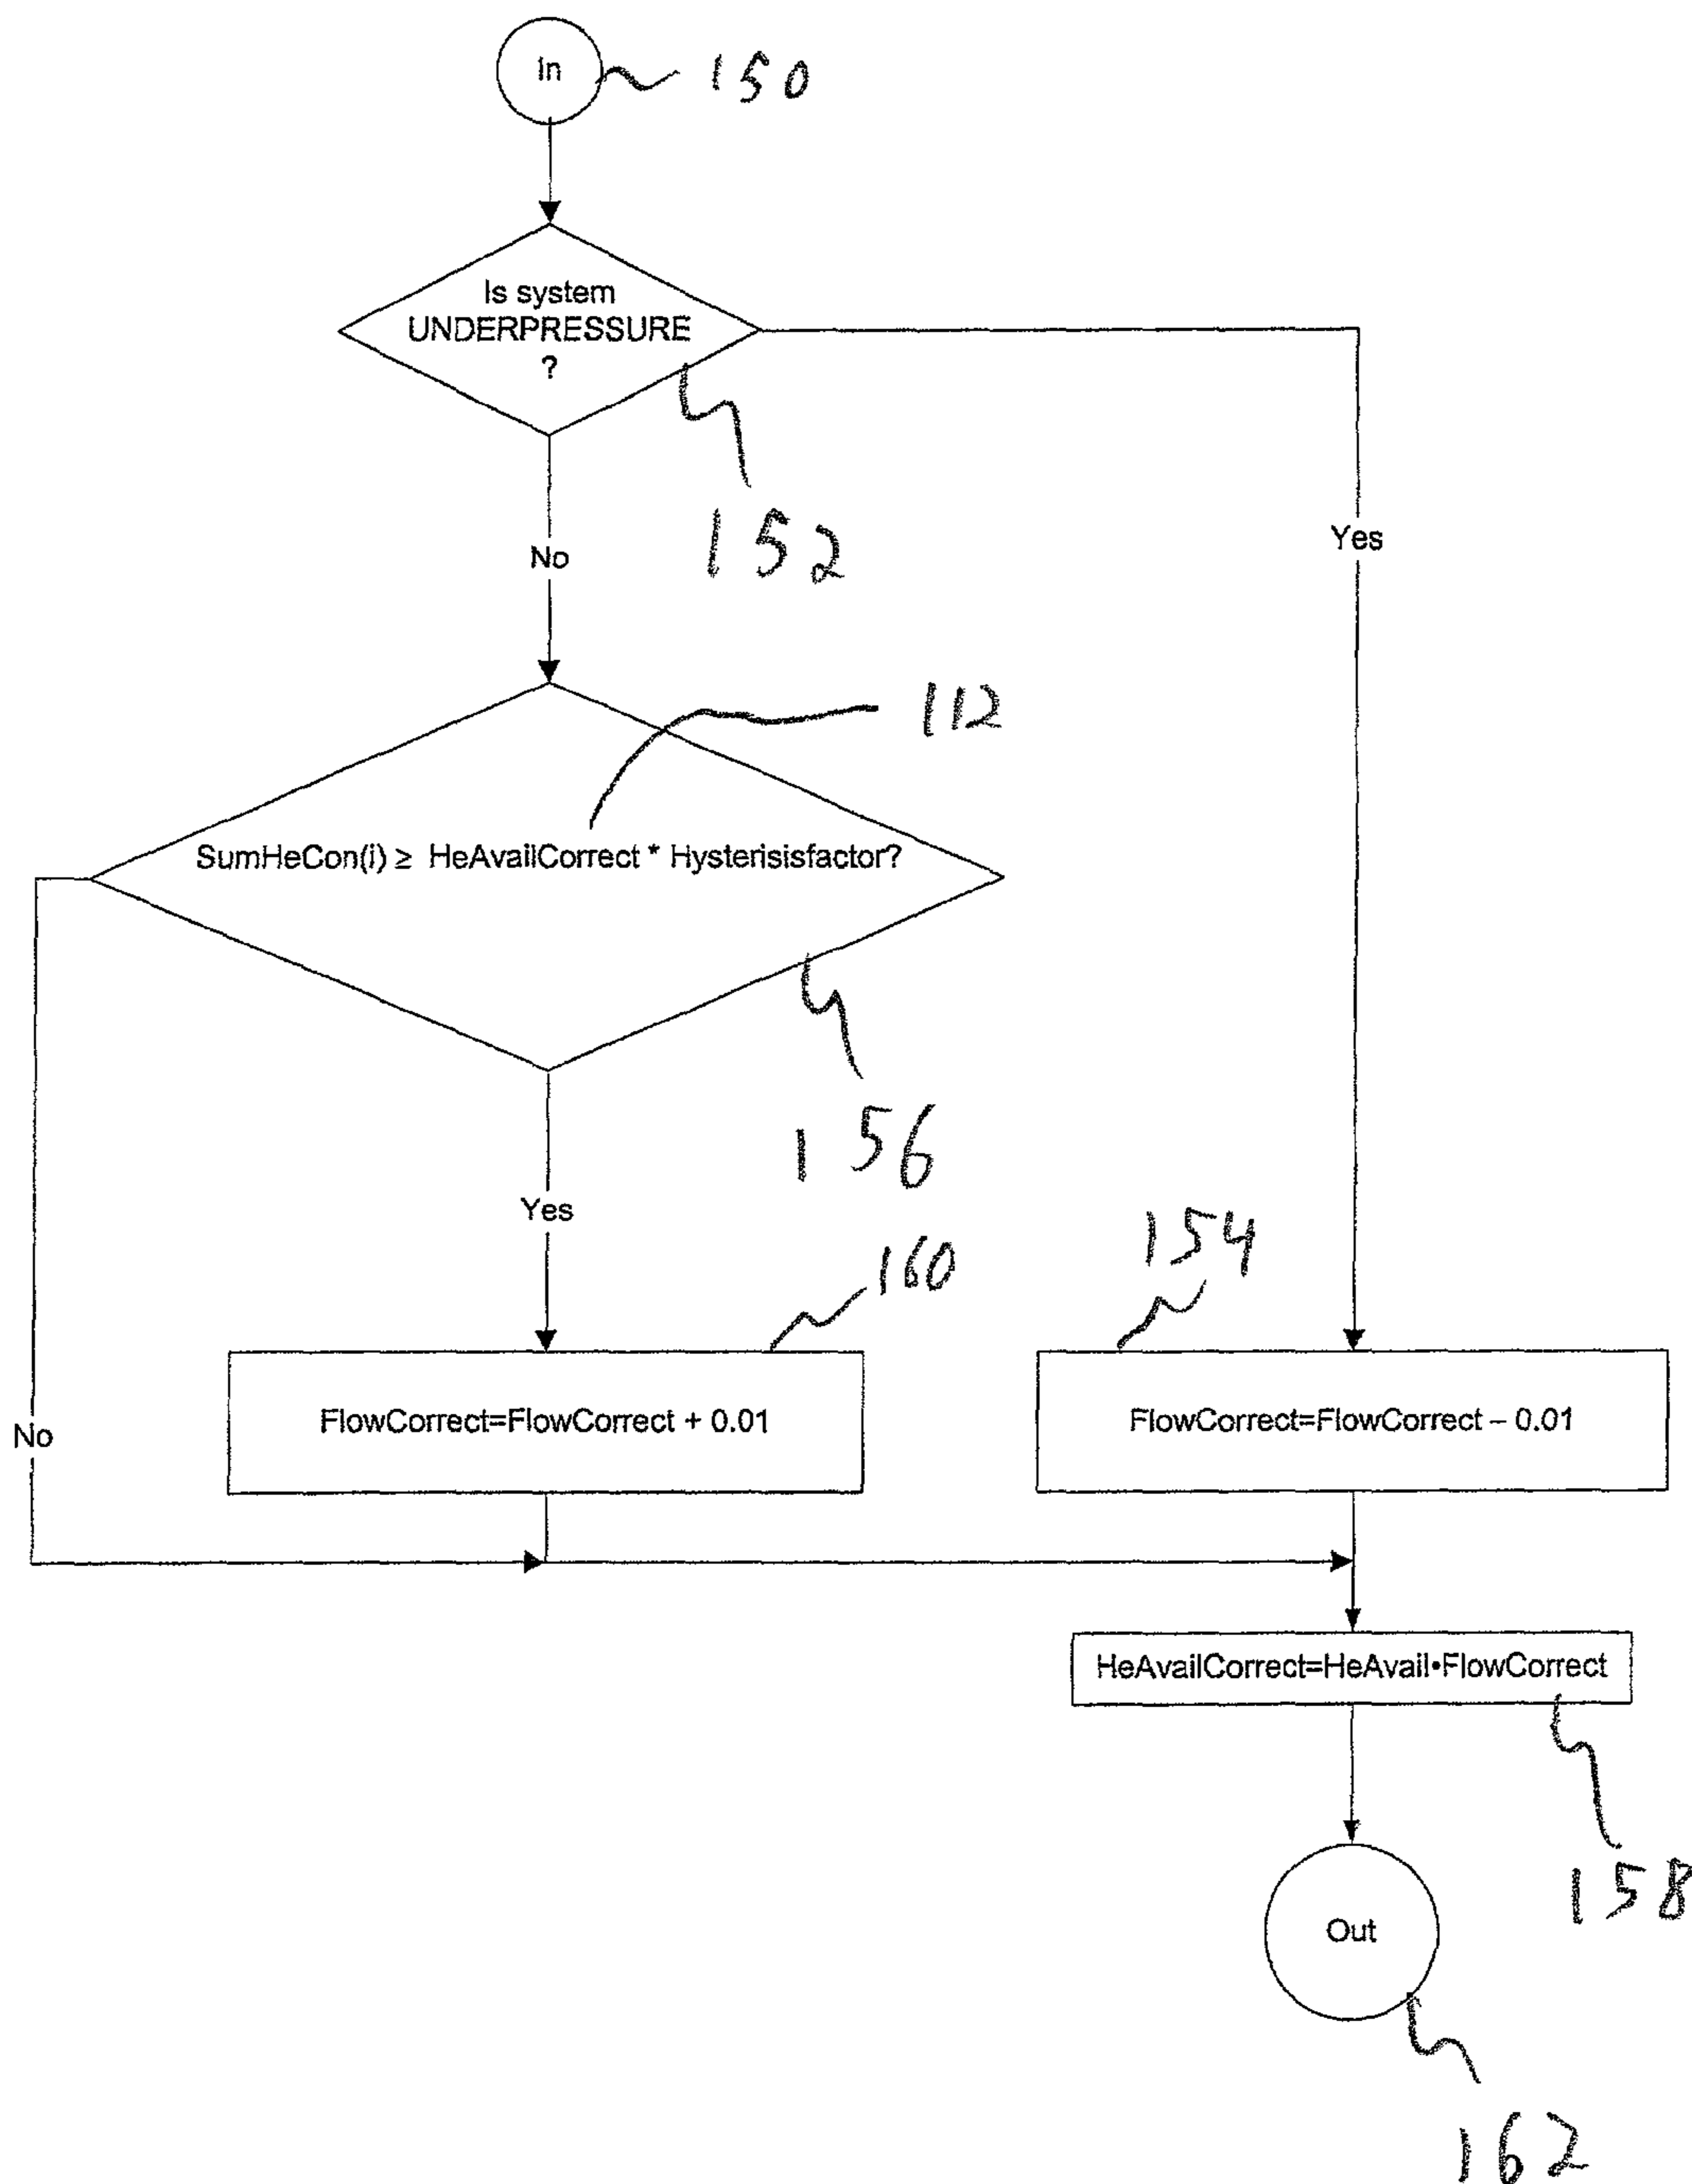 In
150
Is system
UNDERPRESSURE
?
152
No
Yes
112
SumHeCon(i) ≥ HeAvailCorrect * Hysterisisfactor?
156
Yes
160
154
FlowCorrect=FlowCorrect + 0.01
FlowCorrect=FlowCorrect – 0.01
No
HeAvailCorrect=HeAvail•FlowCorrect
158
Out
162